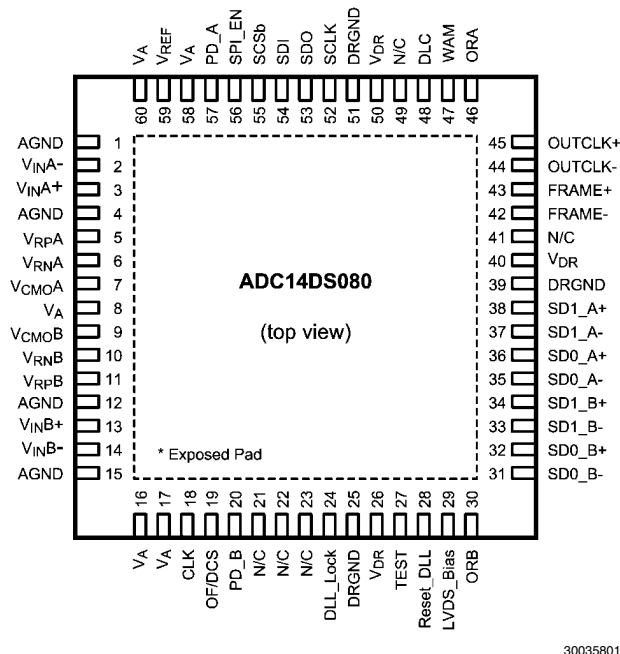 VA
VREF
VA
PD_A
SPI_EN
SCSb
SDI
SDO
SCLK
DRGND
VDR
N/C
DLC
WAM
ORA
60 59 58 57 56 55 54 53 52 51 50 49 48 47 46
AGND 1
VINA- 2
VINA+ 3
AGND 4
VRPA 5
VRNA 6
VCMOA 7
VA 8
VCMOB 9
VRNB 10
VRPB 11
AGND 12
VINB+ 13
VINB- 14
AGND 15
ADC14DS080
(top view)
* Exposed Pad
45 OUTCLK+
44 OUTCLK-
43 FRAME+
42 FRAME-
41 N/C
40 VDR
39 DRGND
38 SD1_A+
37 SD1_A-
36 SD0_A+
35 SD0_A-
34 SD1_B+
33 SD1_B-
32 SD0_B+
31 SD0_B-
16 17 18 19 20 21 22 23 24 25 26 27 28 29 30
VA
VA
CLK
OF/DCS
PD_B
N/C
N/C
N/C
DLL_Lock
DRGND
VDR
TEST
Reset_DLL
LVDS_Bias
ORB
30035801